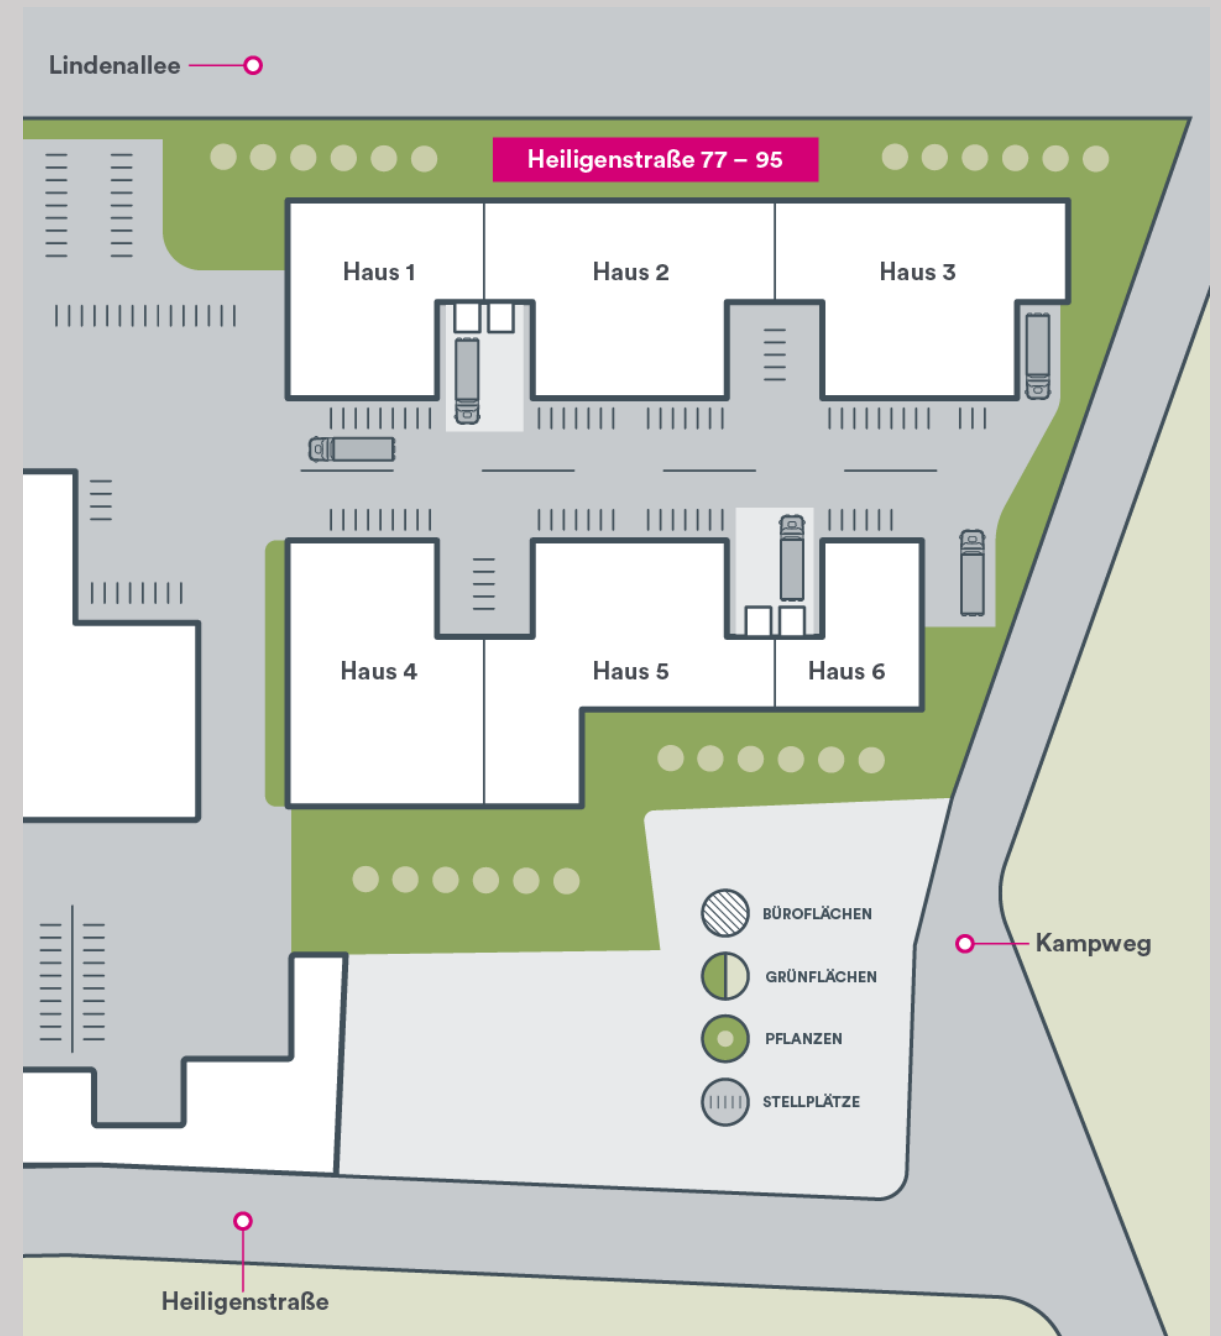 Lindenallee
Heiligenstraße 77 – 95
Haus 1
Haus 2
Haus 3
Haus 4
Haus 5
Haus 6
BÜROFLÄCHEN
GRÜNFLÄCHEN
PFLANZEN
STELLPLÄTZE
Kampweg
Heiligenstraße